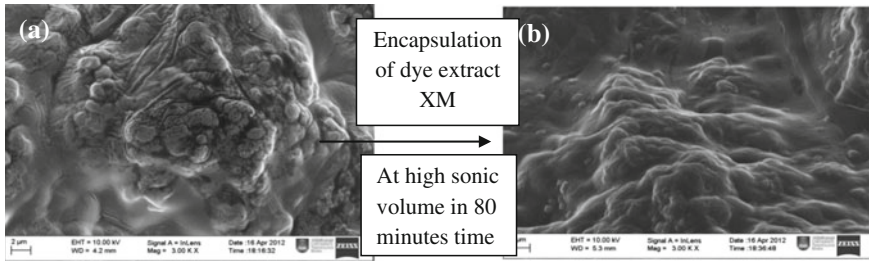 (a)
Encapsulation
of dye extract
XM
At high sonic
volume in 80
minutes time
(b)
2 µm
EHT = 10.00 kV
WD = 4.2 mm
Signal A = InLens
Mag = 3.00 K X
Date :16 Apr 2012
Time :18:16:32
ZEISS
EHT = 10.00 kV
WD = 5.3 mm
Signal A = InLens
Mag = 3.00 K X
Date :16 Apr 2012
Time :18:36:48
ZEISS